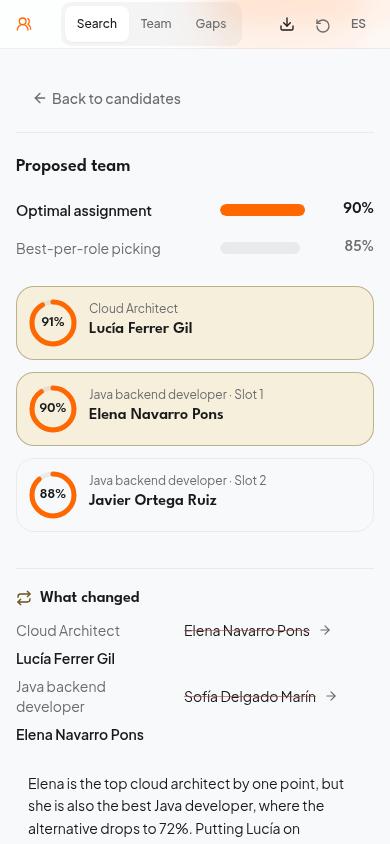 Search Team Gaps ES
← Back to candidates
Proposed team
Optimal assignment 90%
Best-per-role picking 85%
91% Cloud Architect
Lucía Ferrer Gil
90% Java backend developer · Slot 1
Elena Navarro Pons
88% Java backend developer · Slot 2
Javier Ortega Ruiz
What changed
Cloud Architect Elena Navarro Pons →
Lucía Ferrer Gil
Java backend
developer Sofía Delgado Marín →
Elena Navarro Pons
Elena is the top cloud architect by one point, but
she is also the best Java developer, where the
alternative drops to 72%. Putting Lucía on